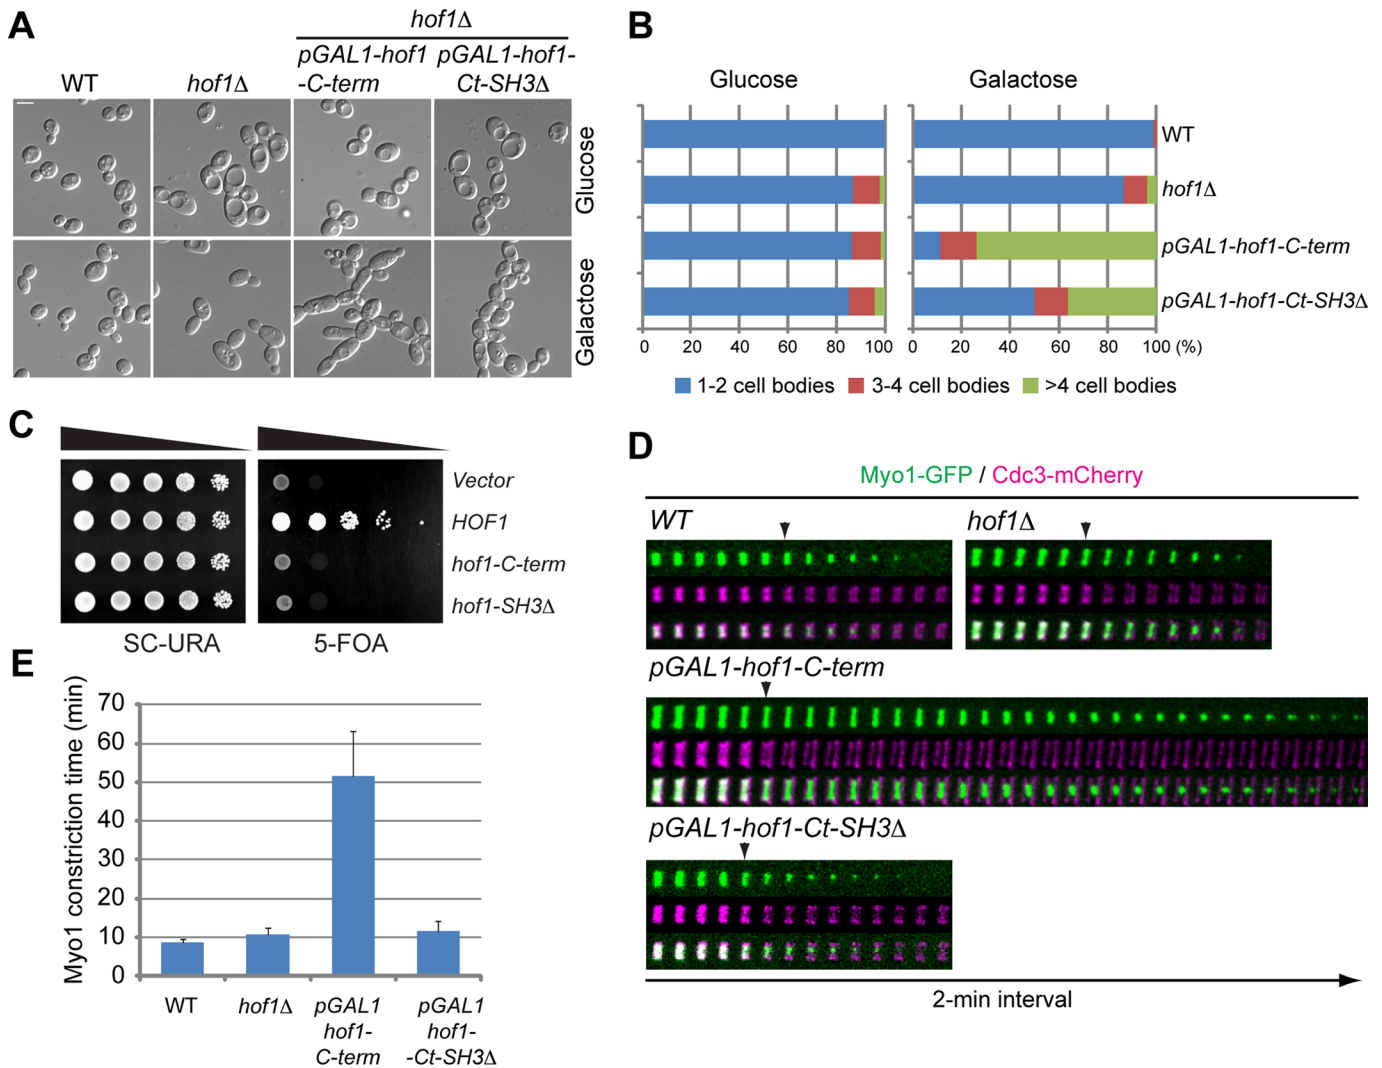 A
hof1Δ
WT
hof1Δ
pGAL1-hof1
-C-term
pGAL1-hof1-
Ct-SH3Δ
Glucose
Galactose
B
Glucose
Galactose
WT
hof1Δ
pGAL1-hof1-C-term
pGAL1-hof1-Ct-SH3Δ
0 20 40 60 80 100
0 20 40 60 80 100 (%)
1-2 cell bodies
3-4 cell bodies
>4 cell bodies
C
Vector
HOF1
hof1-C-term
hof1-SH3Δ
SC-URA
5-FOA
D
Myo1-GFP / Cdc3-mCherry
WT
hof1Δ
pGAL1-hof1-C-term
pGAL1-hof1-Ct-SH3Δ
2-min interval
E
Myo1 constriction time (min)
70
60
50
40
30
20
10
0
WT
hof1Δ
pGAL1
hof1-
C-term
pGAL1
hof1-
-Ct-SH3Δ